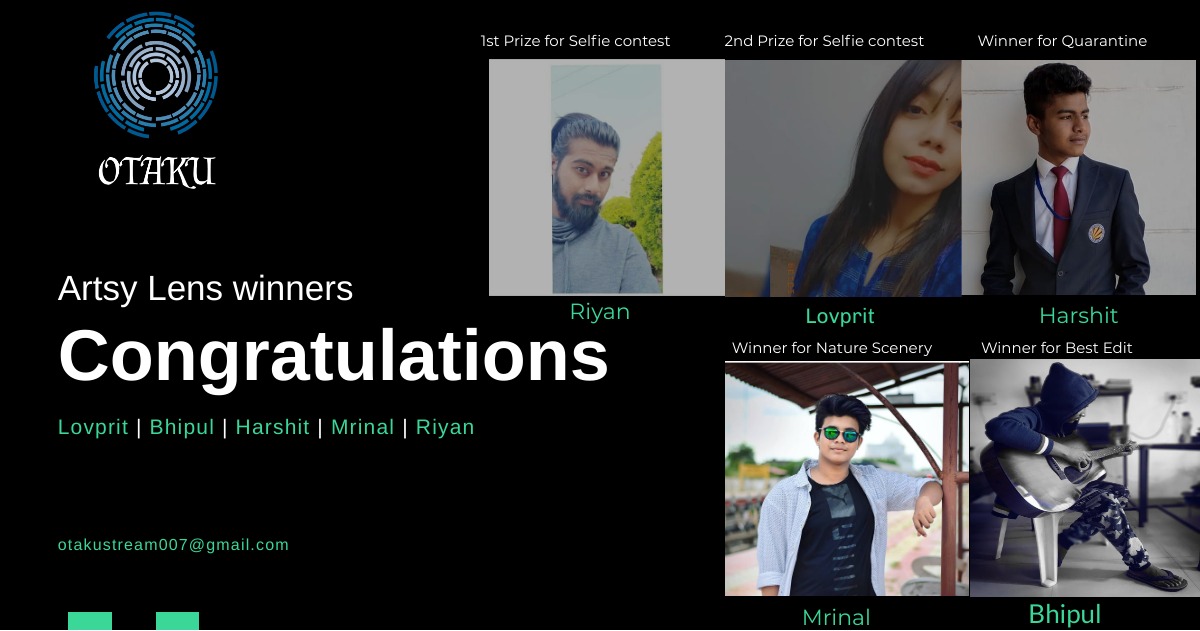 OTAKU
Artsy Lens winners
Congratulations
Lovprit | Bhipul | Harshit | Mrinal | Riyan
otakustream007@gmail.com
1st Prize for Selfie contest
Riyan
2nd Prize for Selfie contest
Lovprit
Winner for Quarantine
Harshit
Winner for Nature Scenery
Mrinal
Winner for Best Edit
Bhipul